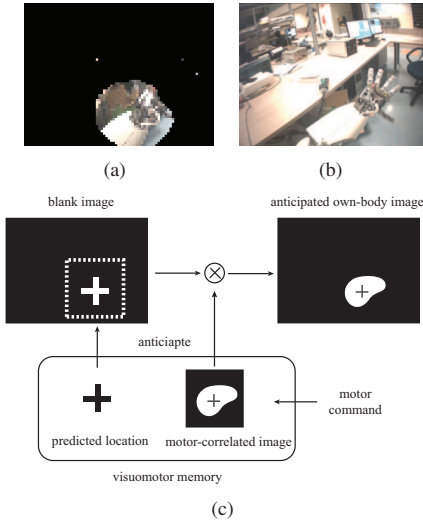 (a)
(b)
blank image
anticipated own-body image
anticiapte
predicted location
motor-correlated image
motor
command
visuomotor memory
(c)